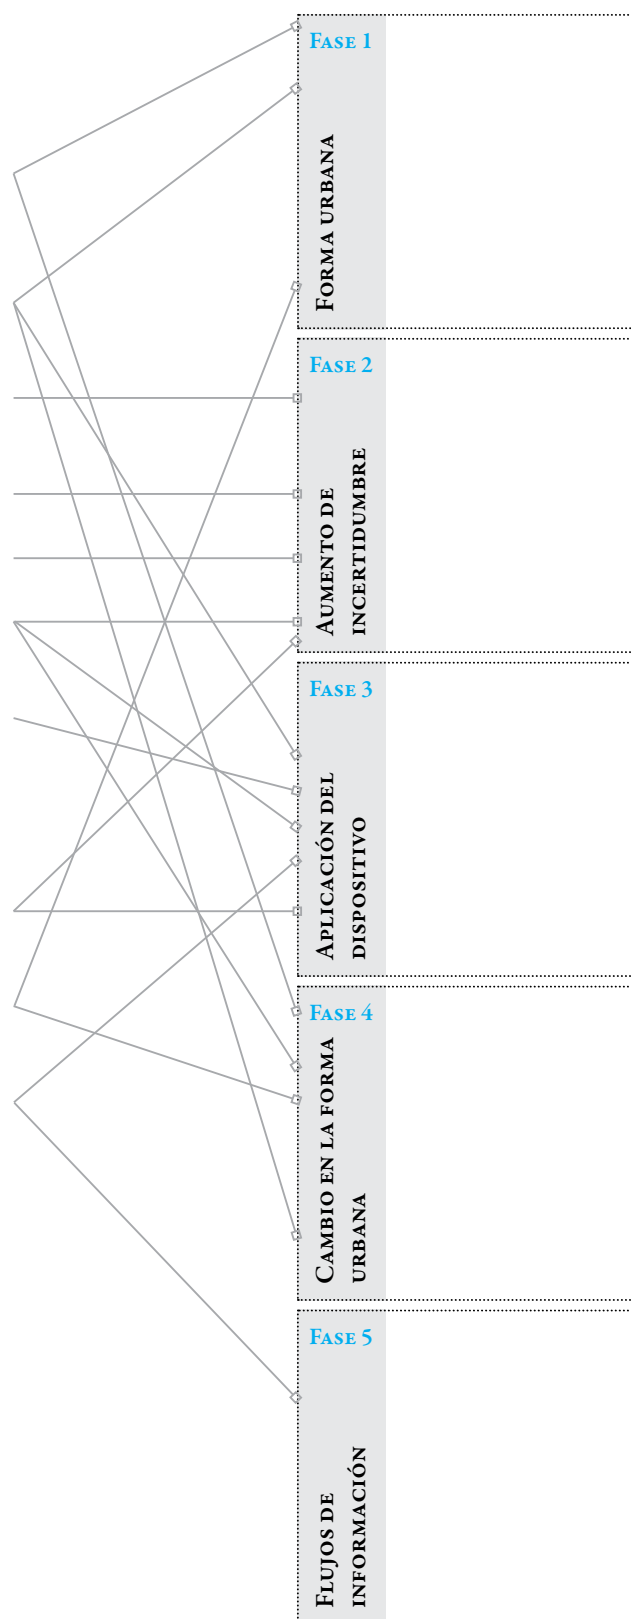 Fase 1
Forma urbana
Fase 2
Aumento de
incertidumbre
Fase 3
Aplicación del
dispositivo
Fase 4
Cambio en la forma
urbana
Fase 5
Flujos de
información